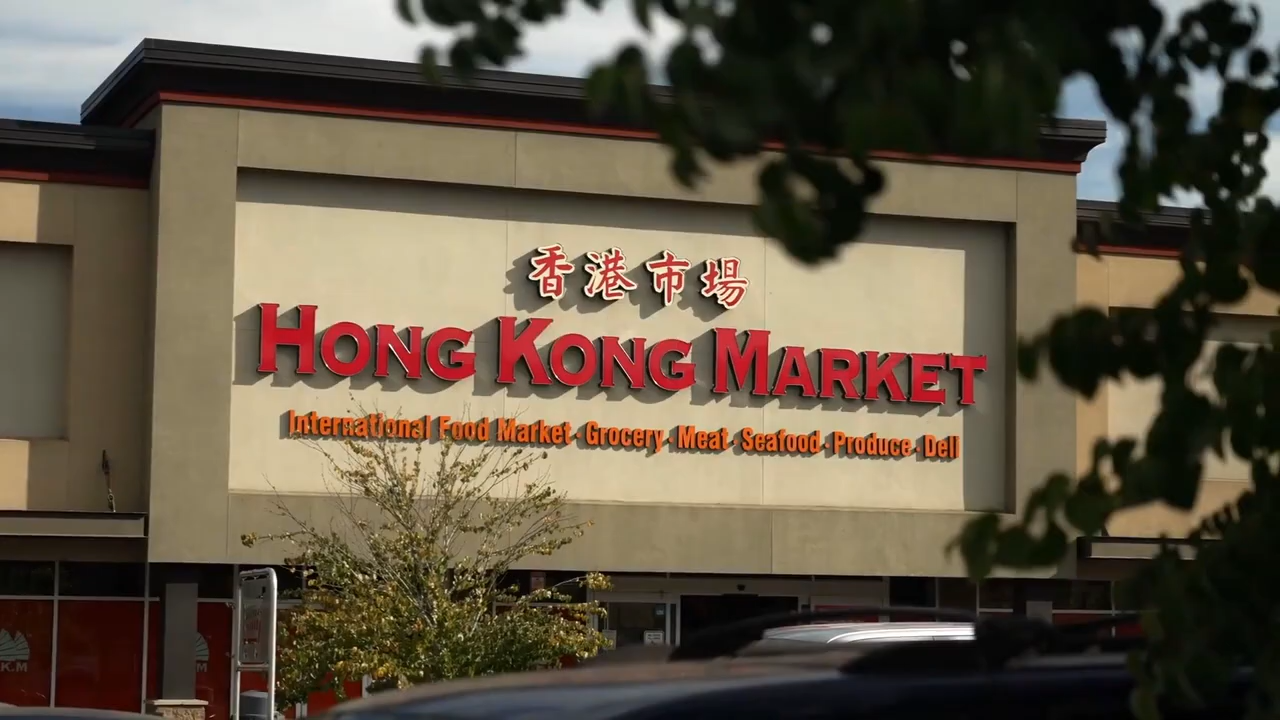 香港市場
HONG KONG MARKET
International Food Market · Grocery · Meat · Seafood · Produce · Deli
K.M